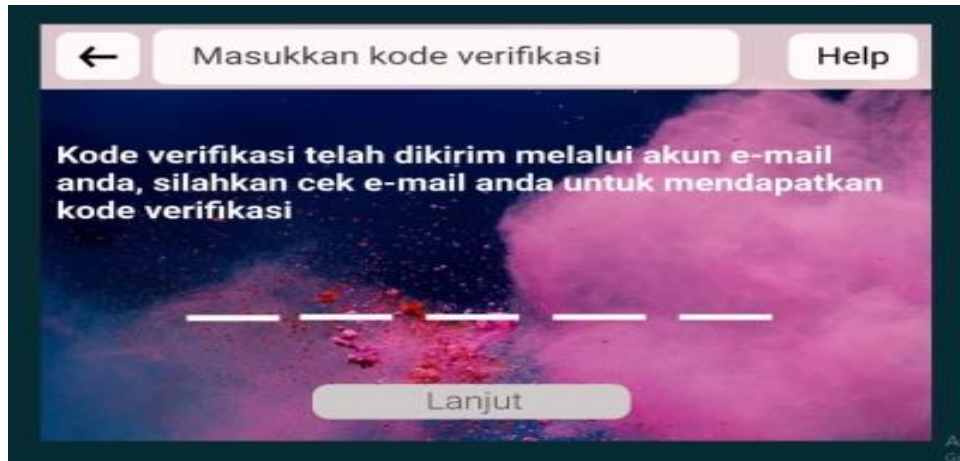 ← Masukkan kode verifikasi Help
Kode verifikasi telah dikirim melalui akun e-mail
anda, silahkan cek e-mail anda untuk mendapatkan
kode verifikasi
Lanjut